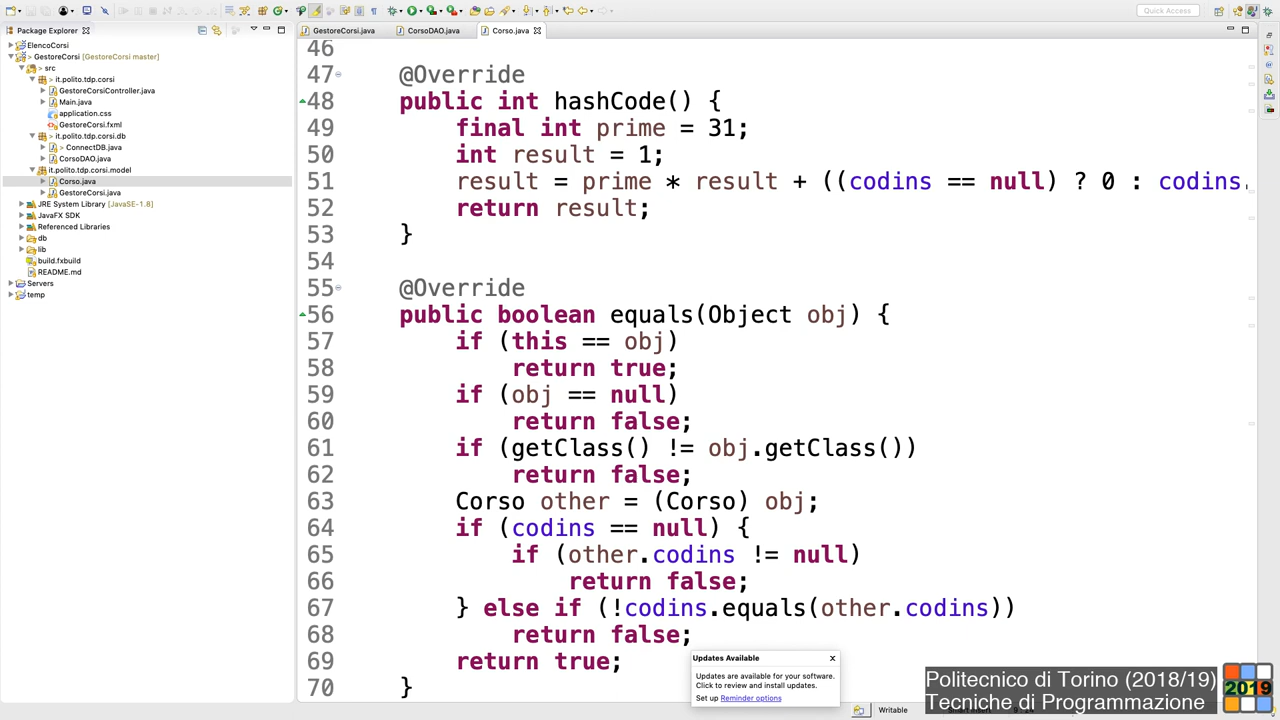 Quick Access
Package Explorer
GestoreCorsi.java
CorsoDAO.java
Corso.java
ElencoCorsi
> GestoreCorsi [GestoreCorsi master]
> src
> it.polito.tdp.corsi
GestoreCorsiController.java
Main.java
application.css
GestoreCorsi.fxml
> it.polito.tdp.corsi.db
> ConnectDB.java
CorsoDAO.java
it.polito.tdp.corsi.model
Corso.java
GestoreCorsi.java
JRE System Library [JavaSE-1.8]
JavaFX SDK
Referenced Libraries
db
lib
build.fxbuild
README.md
Servers
temp
46
47 @Override
48 public int hashCode() {
49 final int prime = 31;
50 int result = 1;
51 result = prime * result + ((codins == null) ? 0 : codins.
52 return result;
53 }
54
55 @Override
56 public boolean equals(Object obj) {
57 if (this == obj)
58 return true;
59 if (obj == null)
60 return false;
61 if (getClass() != obj.getClass())
62 return false;
63 Corso other = (Corso) obj;
64 if (codins == null) {
65 if (other.codins != null)
66 return false;
67 } else if (!codins.equals(other.codins))
68 return false;
69 return true;
70 }
Updates Available
Updates are available for your software.
Click to review and install updates.
Set up Reminder options
Writable
Politecnico di Torino (2018/19)
Tecniche di Programmazione
2019